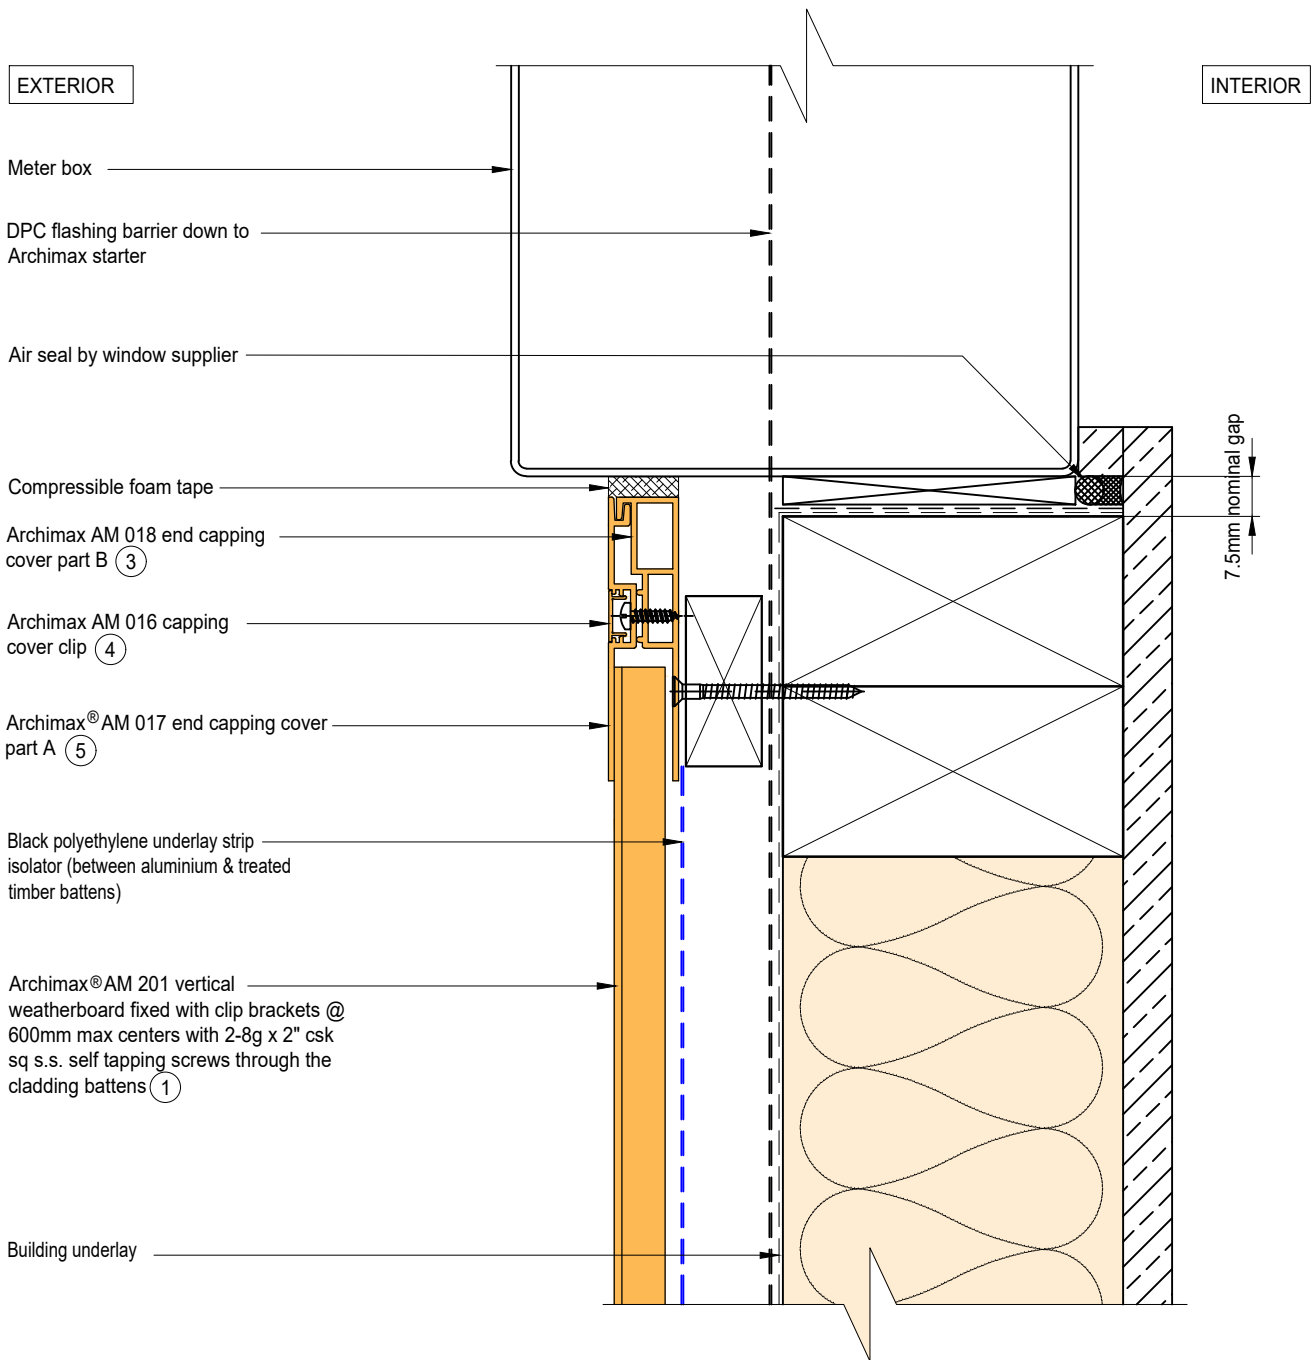 EXTERIOR
INTERIOR
Meter box
DPC flashing barrier down to
Archimax starter
Air seal by window supplier
7.5mm nominal gap
Compressible foam tape
Archimax AM 018 end capping
cover part B 3
Archimax AM 016 capping
cover clip 4
Archimax® AM 017 end capping cover
part A 5
Black polyethylene underlay strip
isolator (between aluminium & treated
timber battens)
Archimax® AM 201 vertical
weatherboard fixed with clip brackets @
600mm max centers with 2-8g x 2" csk
sq s.s. self tapping screws through the
cladding battens 1
Building underlay